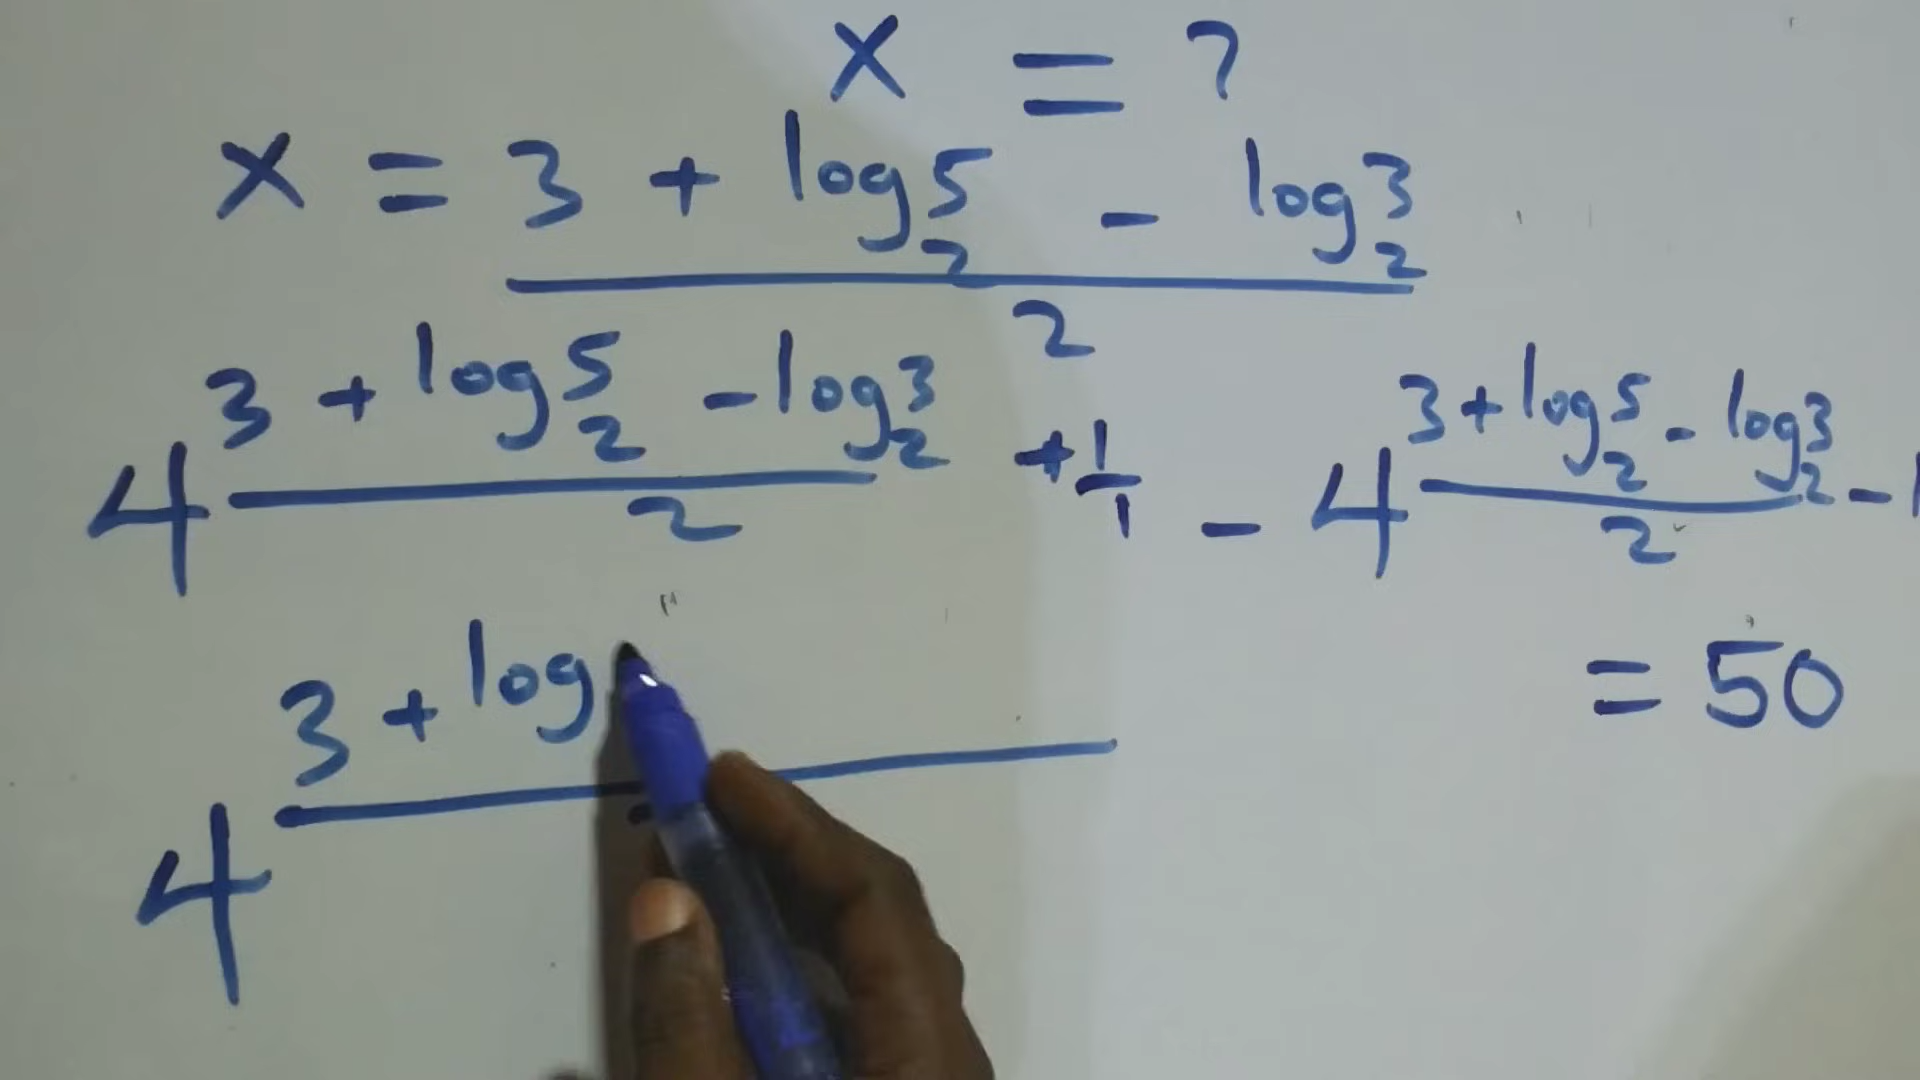 x = ?
x = 3 + log₂5 - log₂3 / 2
4^((3 + log₂5 - log₂3)/2 + 1/1) - 4^((3 + log₂5 - log₂3)/2 - 1
= 50
4^(3 + log